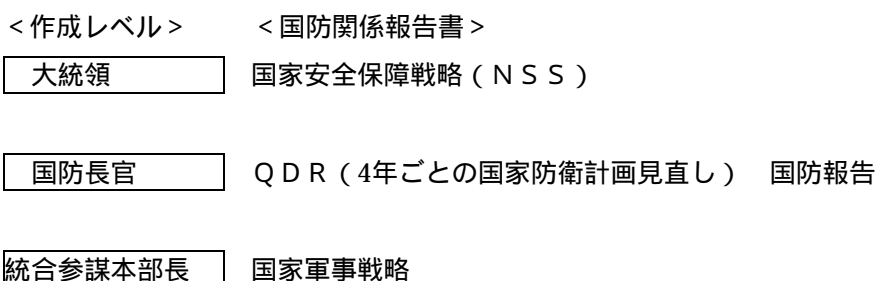 ＜作成レベル＞　　＜国防関係報告書＞
大統領　　国家安全保障戦略（ＮＳＳ）
国防長官　　ＱＤＲ（4年ごとの国家防衛計画見直し）　国防報告
統合参謀本部長　　国家軍事戦略